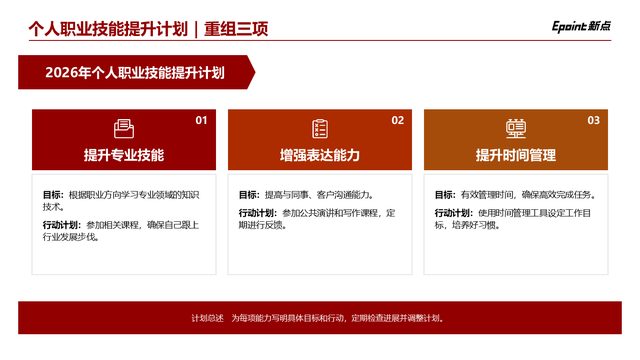 个人职业技能提升计划｜重组三项
Epoint新点
2026年个人职业技能提升计划
01
提升专业技能
目标：根据职业方向学习专业领域的知识
技术。
行动计划：参加相关课程，确保自己跟上
行业发展步伐。
02
增强表达能力
目标：提高与同事、客户沟通能力。
行动计划：参加公共演讲和写作课程，定
期进行反馈。
03
提升时间管理
目标：有效管理时间，确保高效完成任务。
行动计划：使用时间管理工具设定工作目
标，培养好习惯。
计划总述　为每项能力写明具体目标和行动，定期检查进展并调整计划。